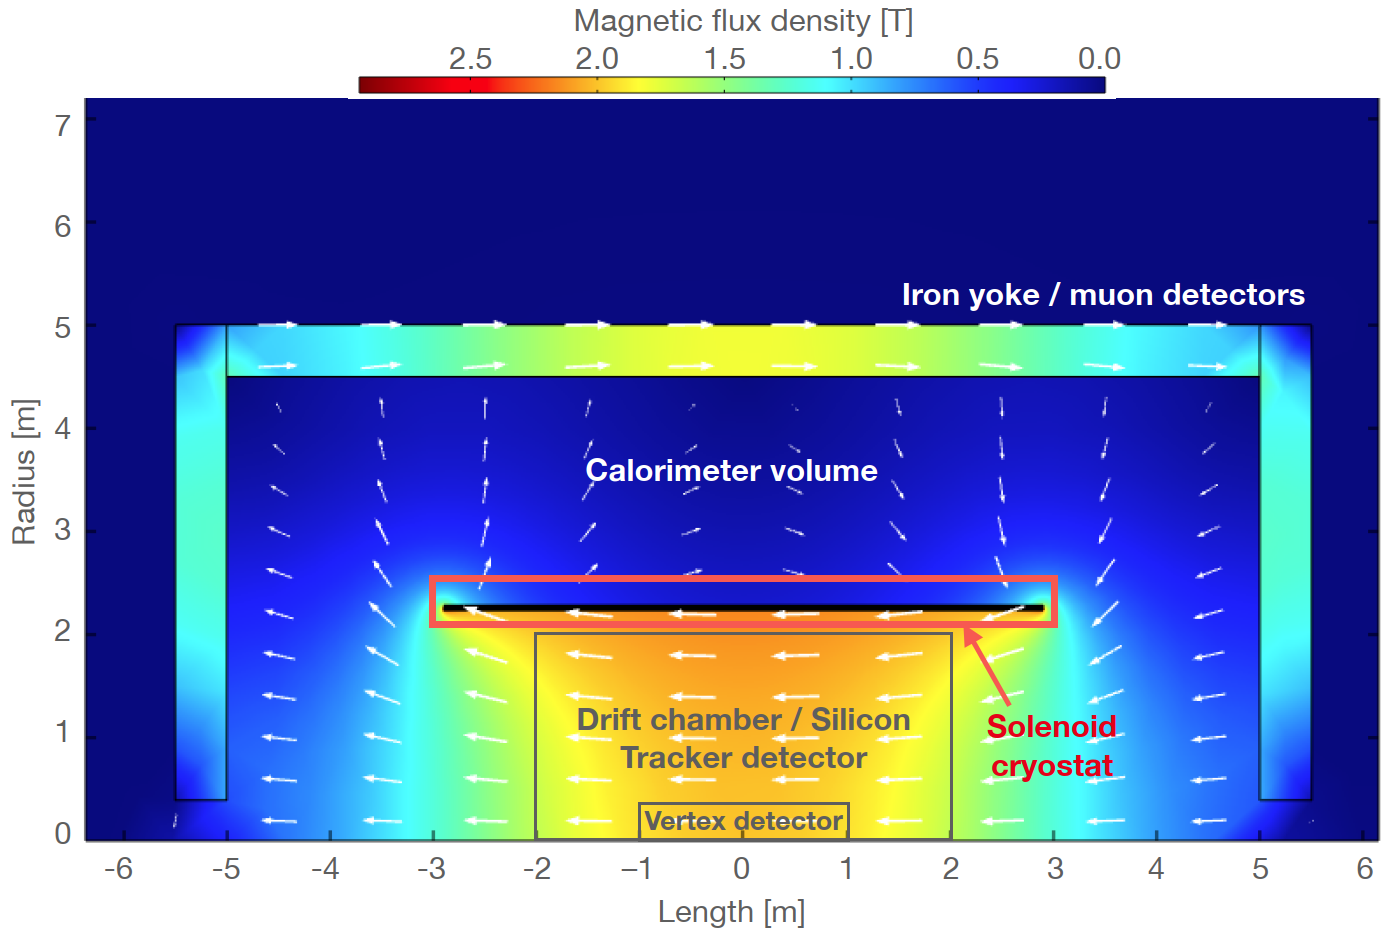 Magnetic flux density [T]
2.5 2.0 1.5 1.0 0.5 0.0
7
6
Iron yoke / muon detectors
5
4
Calorimeter volume
3
2
Drift chamber / Silicon
Tracker detector
Solenoid
cryostat
1
Vertex detector
0
Radius [m]
-6 -5 -4 -3 -2 −1 0 1 2 3 4 5 6
Length [m]